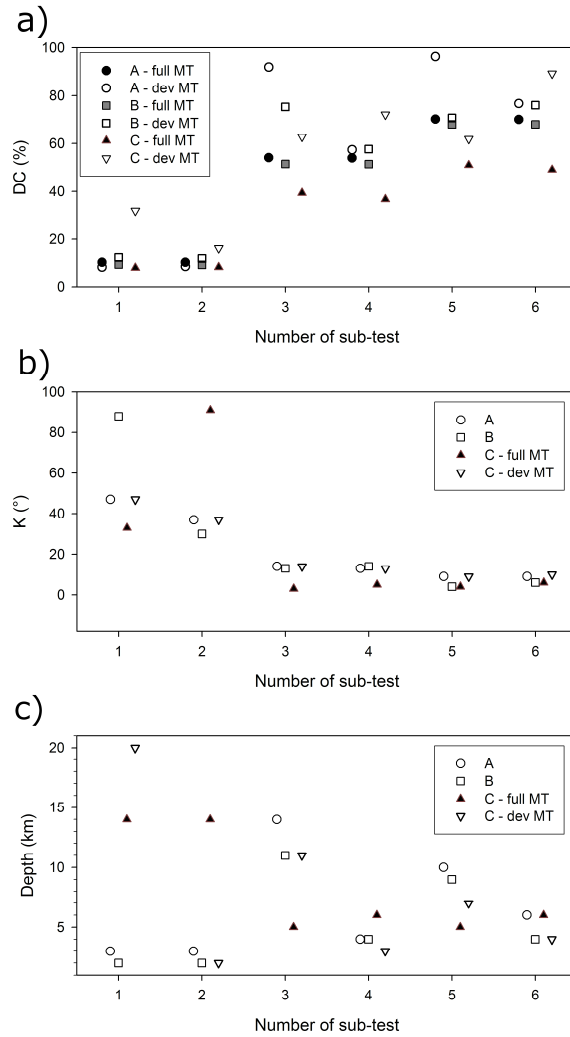 a)
100
80
60
40
20
0
DC (%)
A - full MT
A - dev MT
B - full MT
B - dev MT
C - full MT
C - dev MT
1 2 3 4 5 6
Number of sub-test
b)
100
80
60
40
20
0
K (°)
A
B
C - full MT
C - dev MT
1 2 3 4 5 6
Number of sub-test
c)
20
15
10
5
Depth (km)
A
B
C - full MT
C - dev MT
1 2 3 4 5 6
Number of sub-test